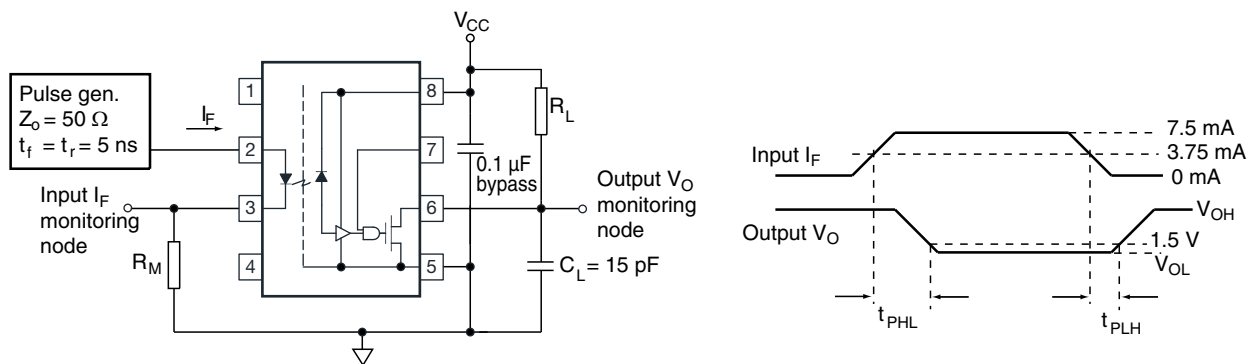 V_CC
Pulse gen.
Z_o = 50 Ω
t_f = t_r = 5 ns
I_F
1
2
3
4
8
7
6
5
R_L
0.1 µF
bypass
Input I_F
monitoring
node
Output V_O
monitoring
node
R_M
C_L = 15 pF
Input I_F
7.5 mA
3.75 mA
0 mA
Output V_O
V_OH
1.5 V
V_OL
t_PHL
t_PLH